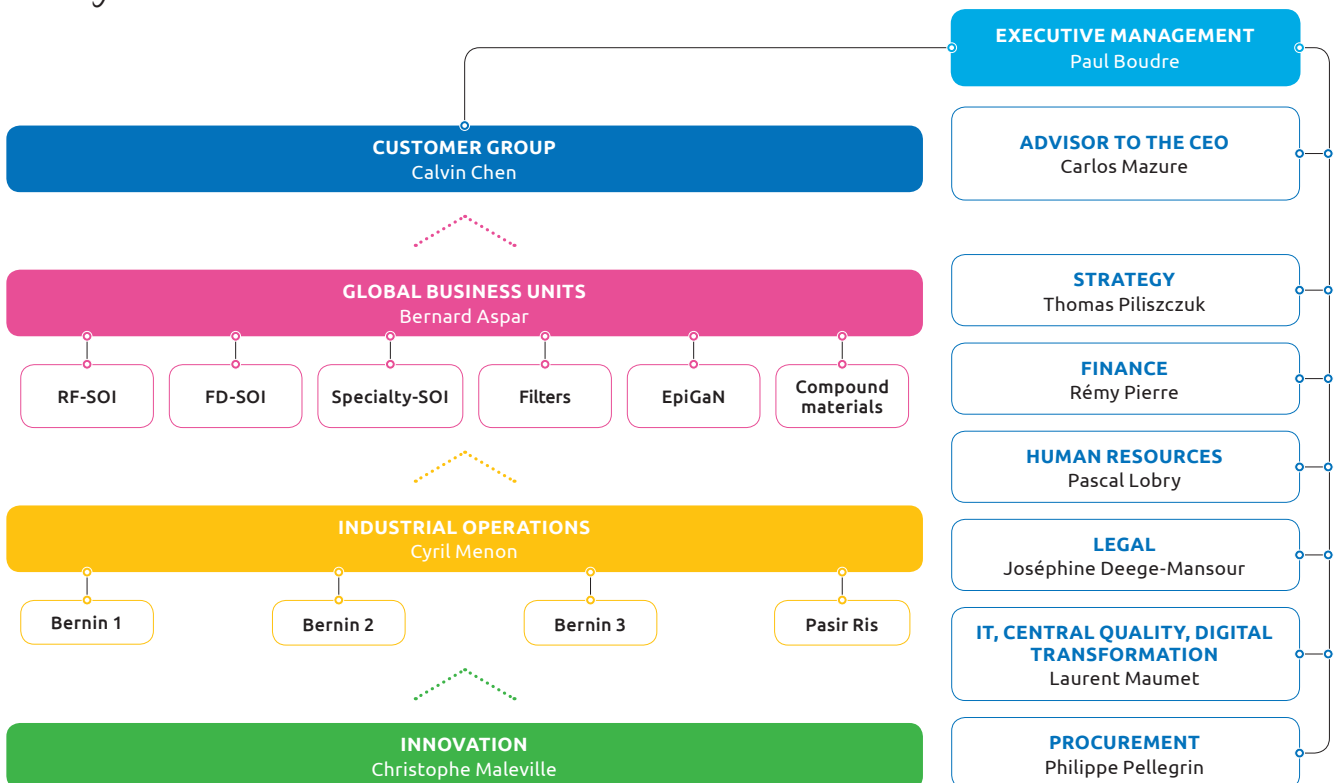 EXECUTIVE MANAGEMENT
Paul Boudre
CUSTOMER GROUP
Calvin Chen
ADVISOR TO THE CEO
Carlos Mazure
GLOBAL BUSINESS UNITS
Bernard Aspar
RF-SOI
FD-SOI
Specialty-SOI
Filters
EpiGaN
Compound
materials
STRATEGY
Thomas Piliszczuk
FINANCE
Rémy Pierre
HUMAN RESOURCES
Pascal Lobry
INDUSTRIAL OPERATIONS
Cyril Menon
Bernin 1
Bernin 2
Bernin 3
Pasir Ris
LEGAL
Joséphine Deege-Mansour
IT, CENTRAL QUALITY, DIGITAL
TRANSFORMATION
Laurent Maumet
INNOVATION
Christophe Maleville
PROCUREMENT
Philippe Pellegrin